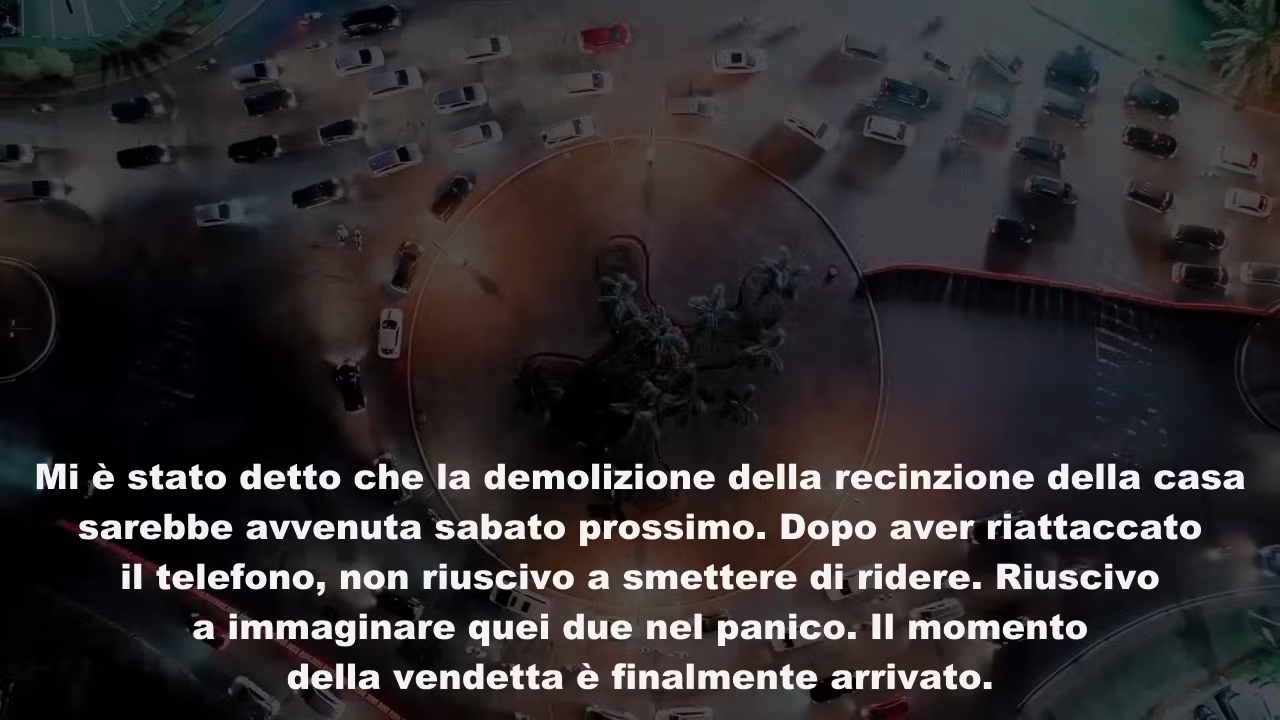 Mi è stato detto che la demolizione della recinzione della casa
sarebbe avvenuta sabato prossimo. Dopo aver riattaccato
il telefono, non riuscivo a smettere di ridere. Riuscivo
a immaginare quei due nel panico. Il momento
della vendetta è finalmente arrivato.